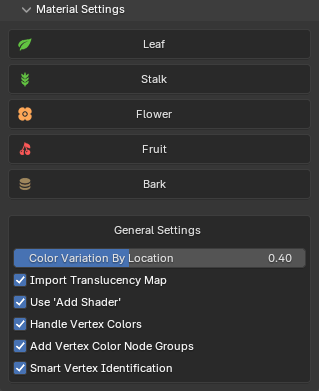 Material Settings
Leaf
Stalk
Flower
Fruit
Bark
General Settings
Color Variation By Location 0.40
Import Translucency Map
Use 'Add Shader'
Handle Vertex Colors
Add Vertex Color Node Groups
Smart Vertex Identification